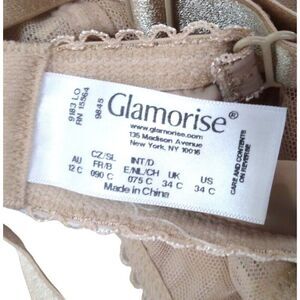 9183 LO
RN 15364
9845
Glamorise®
www.glamorise.com
135 Madison Avenue
New York, NY 10016
AU CZ/SL INT/D
FR/B E/NL/CH UK US
12 C 090 C 075 C 34 C 34 C
Made in China
CARE AND CONTENTS
ON REVERSE